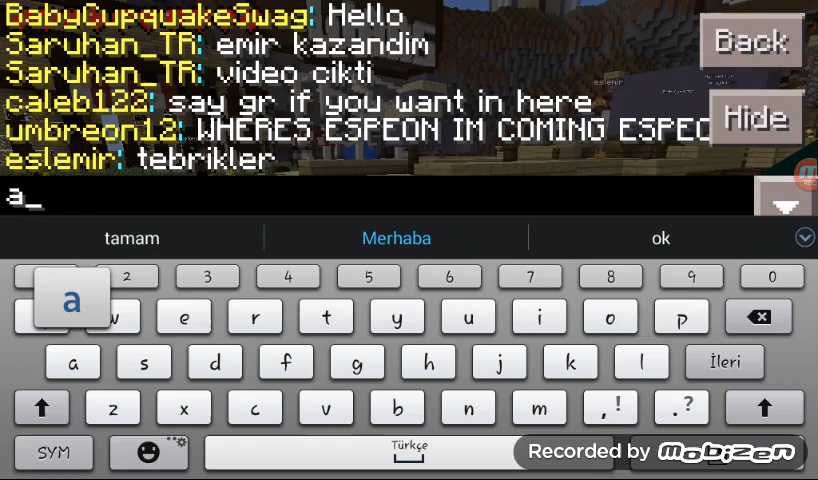 BabyCupquakeSwag: Hello
Back
Saruhan_TR: emir kazandim
Saruhan_TR: video cikti
eslemir
caleb122: say gr if you want in here
Hide
umbreon12: WHERES ESPEON IM COMING ESPEO
eslemir: tebrikler
REC
a_
tamam Merhaba ok
2 3 4 5 6 7 8 9 0
a
w e r t y u i o p
a s d f g h j k l İleri
z x c v b n m , ! . ?
SYM Türkçe
Recorded by Mobizen